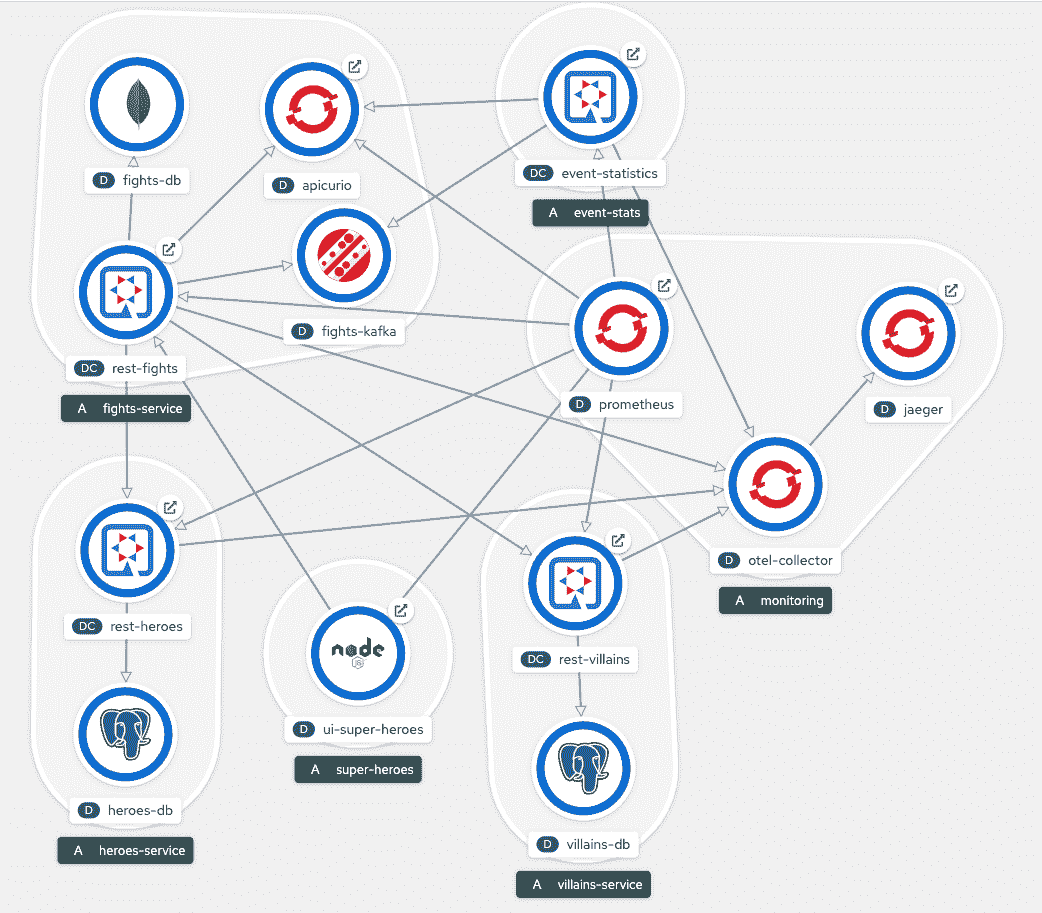 D fights-db
D apicurio
DC event-statistics
A event-stats
D fights-kafka
DC rest-fights
A fights-service
D prometheus
D jaeger
D otel-collector
A monitoring
DC rest-heroes
node
JS
D ui-super-heroes
A super-heroes
DC rest-villains
D heroes-db
A heroes-service
D villains-db
A villains-service